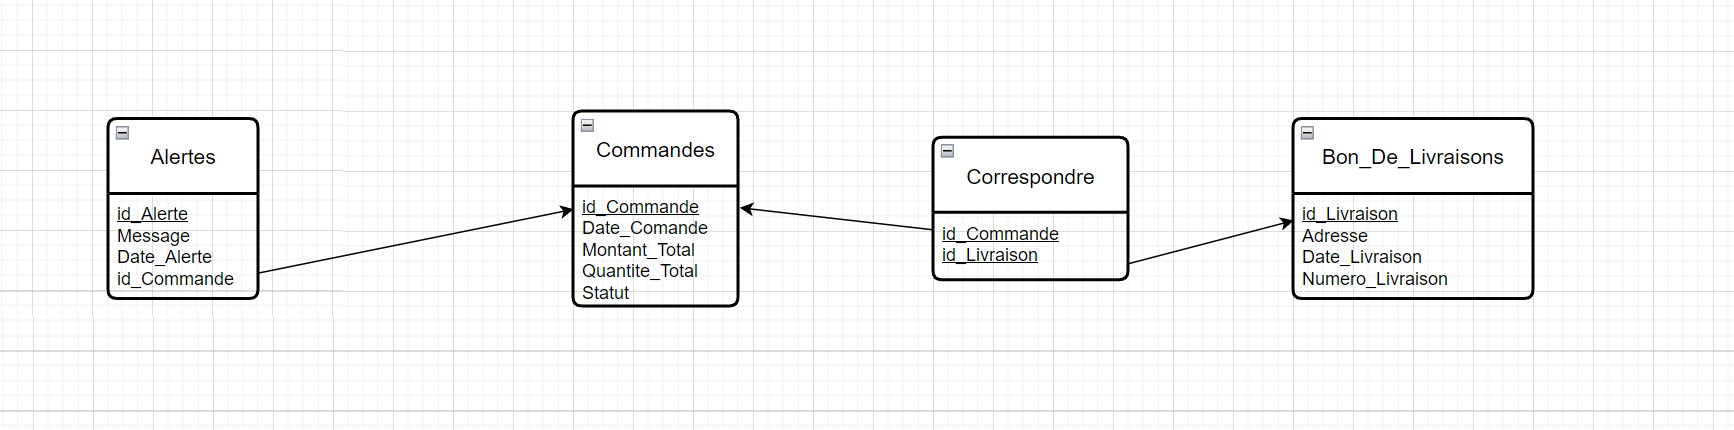 Alertes
id_Alerte
Message
Date_Alerte
id_Commande
Commandes
id_Commande
Date_Comande
Montant_Total
Quantite_Total
Statut
Correspondre
id_Commande
id_Livraison
Bon_De_Livraisons
id_Livraison
Adresse
Date_Livraison
Numero_Livraison